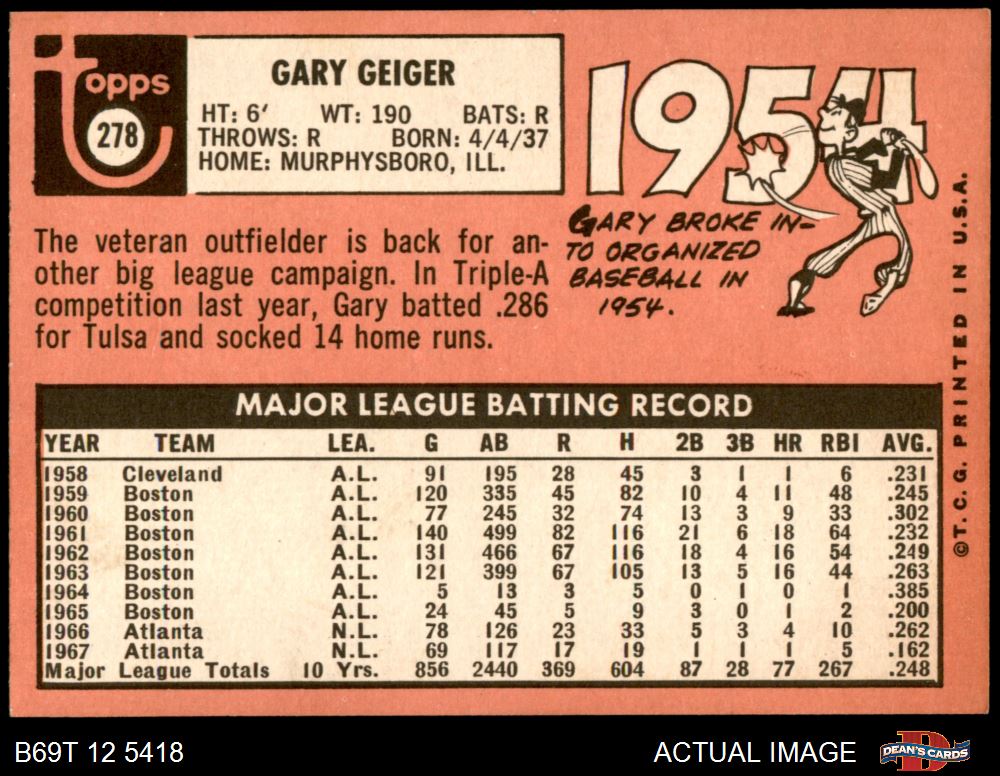 topps
278
GARY GEIGER
HT: 6' WT: 190 BATS: R
THROWS: R BORN: 4/4/37
HOME: MURPHYSBORO, ILL.
1954
GARY BROKE IN-
TO ORGANIZED
BASEBALL IN
1954.
The veteran outfielder is back for an-
other big league campaign. In Triple-A
competition last year, Gary batted .286
for Tulsa and socked 14 home runs.
MAJOR LEAGUE BATTING RECORD
YEAR TEAM LEA. G AB R H 2B 3B HR RBI AVG.
1958 Cleveland A.L. 91 195 28 45 3 1 1 6 .231
1959 Boston A.L. 120 335 45 82 10 4 11 48 .245
1960 Boston A.L. 77 245 32 74 13 3 9 33 .302
1961 Boston A.L. 140 499 82 116 21 6 18 64 .232
1962 Boston A.L. 131 466 67 116 18 4 16 54 .249
1963 Boston A.L. 121 399 67 105 13 5 16 44 .263
1964 Boston A.L. 5 13 3 5 0 1 0 1 .385
1965 Boston A.L. 24 45 5 9 3 0 1 2 .200
1966 Atlanta N.L. 78 126 23 33 5 3 4 10 .262
1967 Atlanta N.L. 69 117 17 19 1 1 1 5 .162
Major League Totals 10 Yrs. 856 2440 369 604 87 28 77 267 .248
©T. C. G. PRINTED IN U.S.A.
B69T 12 5418
ACTUAL IMAGE
DEAN'S CARDS